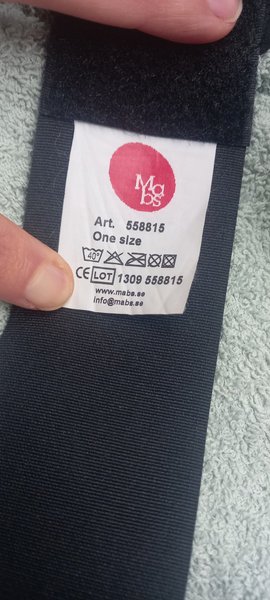 Mabs
Art. 558815
One size
40°
CE LOT 1309 558815
www.mabs.se
info@mabs.se